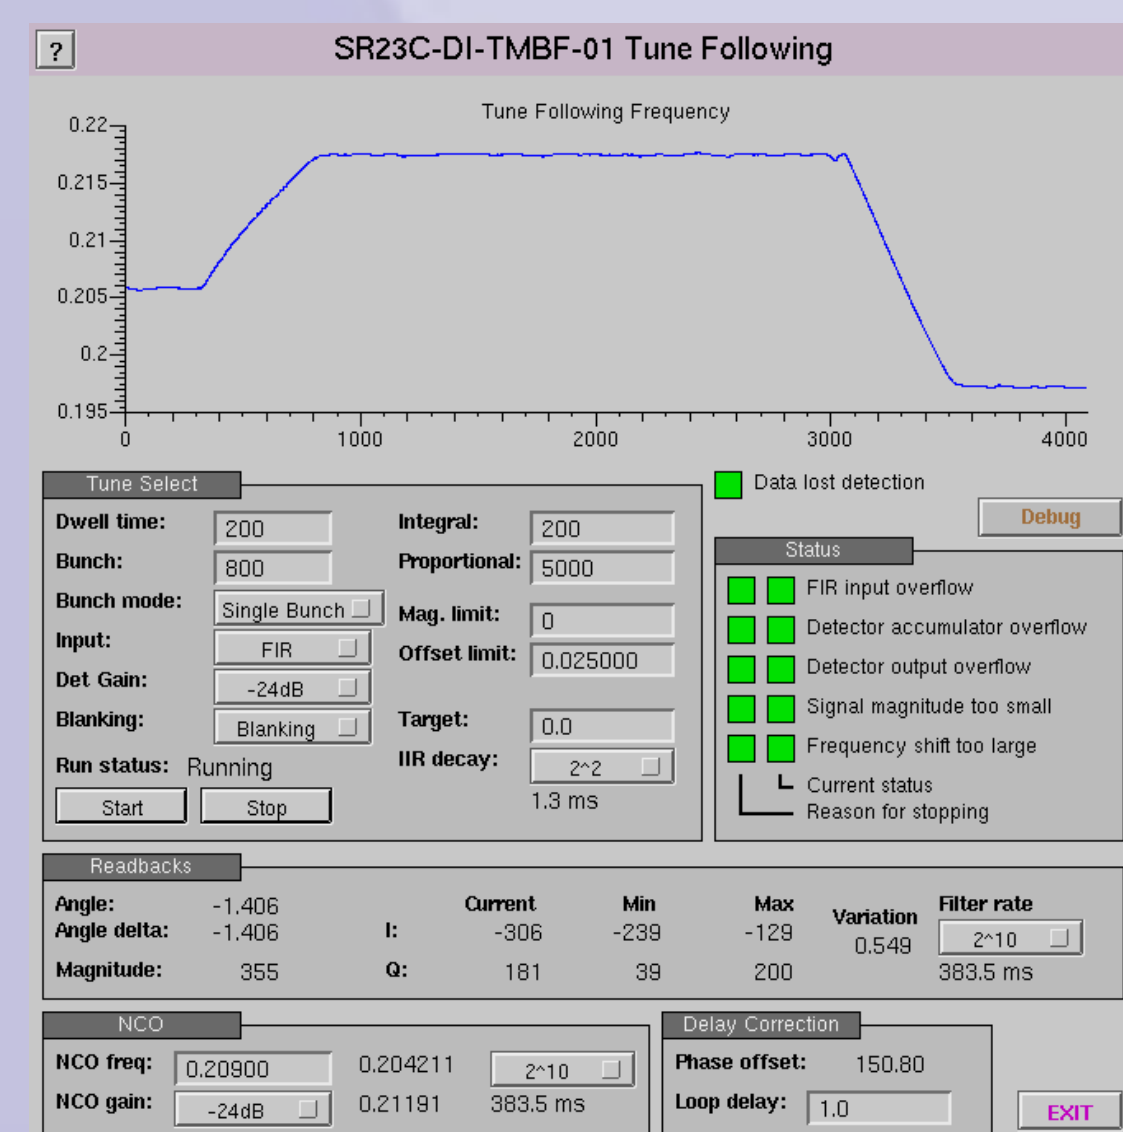 ? SR23C-DI-TMBF-01 Tune Following
Tune Following Frequency
0.22
0.215
0.21
0.205
0.2
0.195
0 1000 2000 3000 4000
Tune Select
Dwell time: 200 Integral: 200
Bunch: 800 Proportional: 5000
Bunch mode: Single Bunch Mag. limit: 0
Input: FIR Offset limit: 0.025000
Det Gain: -24dB
Blanking: Blanking Target: 0.0
Run status: Running IIR decay: 2^2
Start Stop 1.3 ms
Data lost detection
Debug
Status
FIR input overflow
Detector accumulator overflow
Detector output overflow
Signal magnitude too small
Frequency shift too large
Current status
Reason for stopping
Readbacks
Current Min Max Variation Filter rate
Angle: -1.406
Angle delta: -1.406 I: -306 -239 -129 0.549 2^10
Magnitude: 355 Q: 181 39 200 383.5 ms
NCO
NCO freq: 0.20900 0.204211 2^10
NCO gain: -24dB 0.21191 383.5 ms
Delay Correction
Phase offset: 150.80
Loop delay: 1.0
EXIT